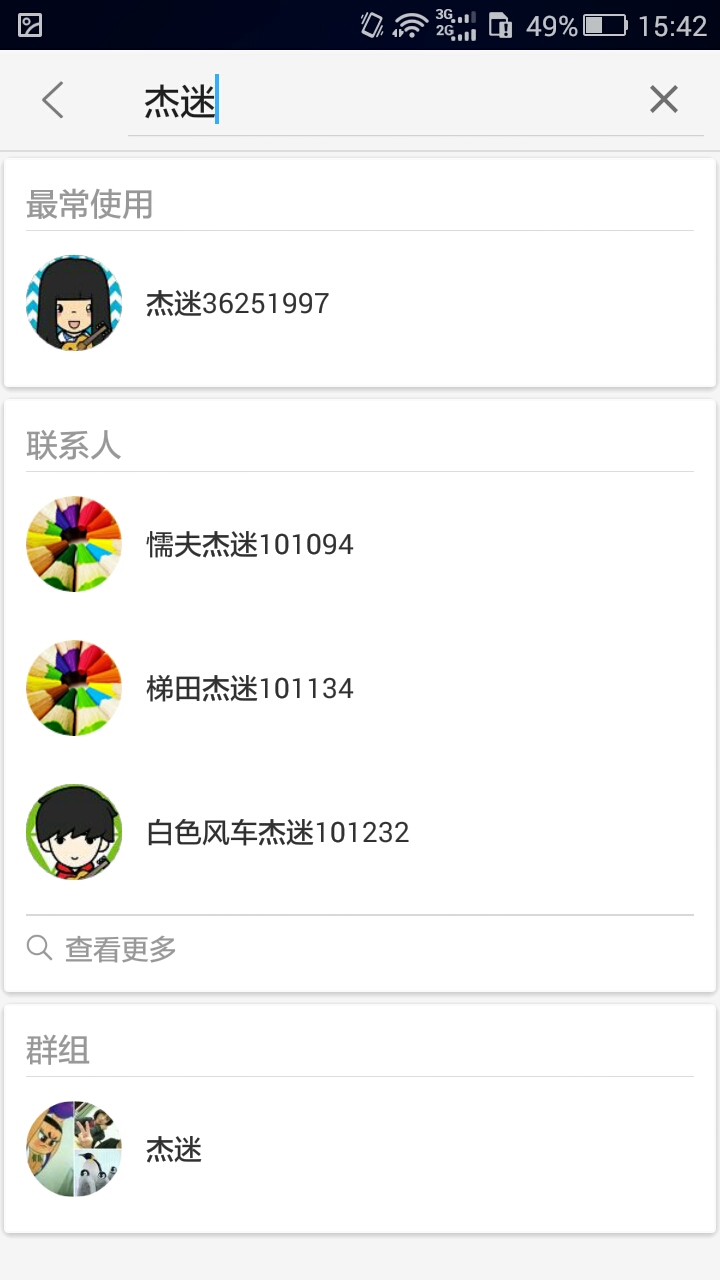 3G
2G
49%
15:42
杰迷
最常使用
杰迷36251997
联系人
懦夫杰迷101094
梯田杰迷101134
白色风车杰迷101232
查看更多
群组
杰迷